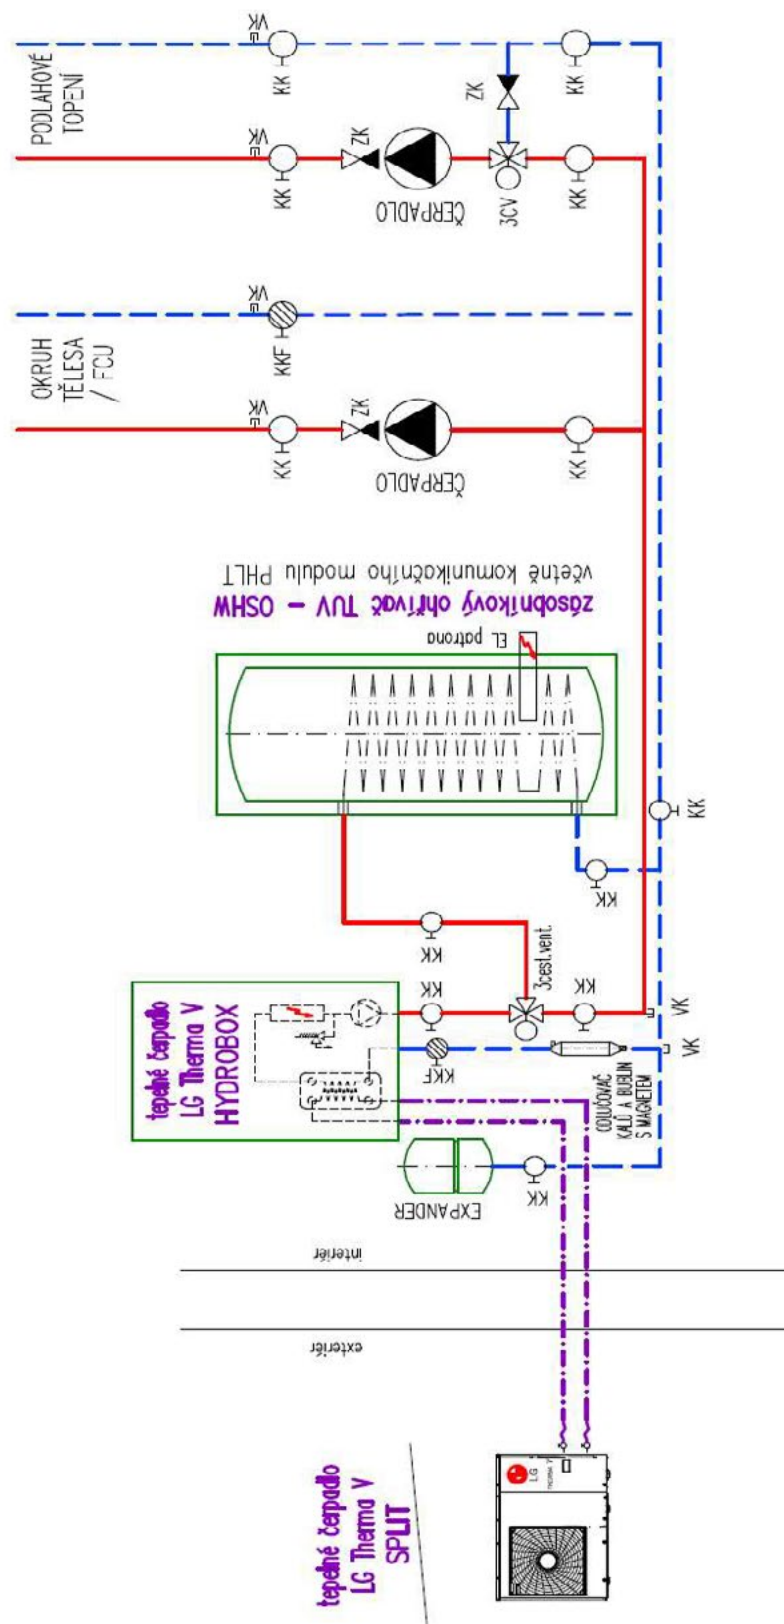 PODLAHOVÉ
TOPENÍ
VK
KK
KK
ZK
VK
KK
ZK
ČERPADLO
3CV
KK
OKRUH
TĚLESA
/ FCU
VK
KKF
VK
KK
ZK
ČERPADLO
KK
včetně komunikačního modulu PHLT
zásobníkový ohřívač TUV - OSHW
EL patrona
KK
KK
KK
3cest.vent.
KK
KK
VK
VK
tepelné čerpadlo
LG Therma V
HYDROBOX
KKF
ODLUČOVAČ
KALŮ A BUBLIN
S MAGNETEM
EXPANDER
KK
interiér
exteriér
tepelné čerpadlo
LG Therma V
SPLIT
LG
THERMA V